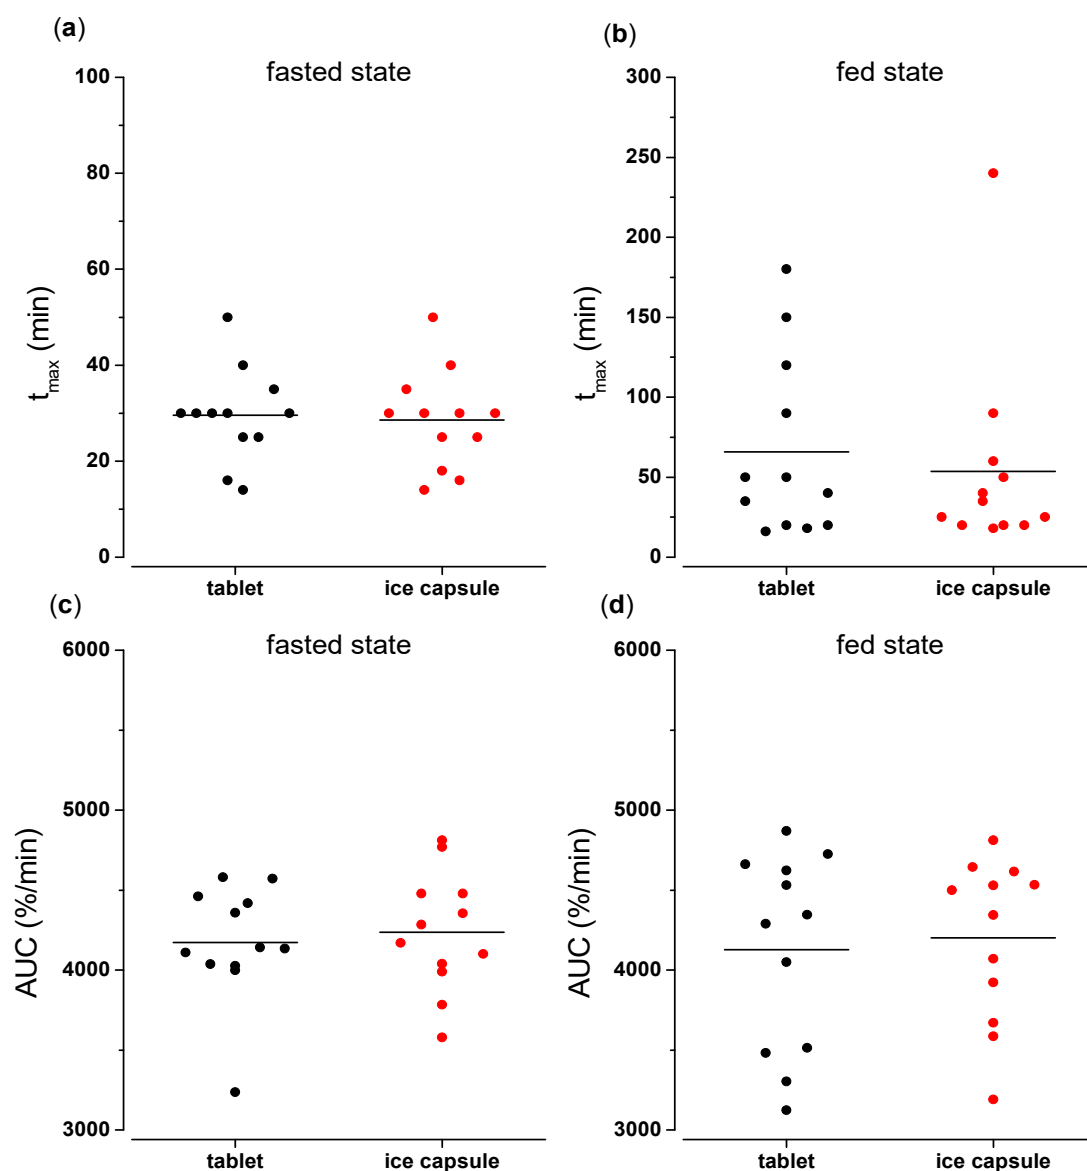 (a)
fasted state
t_max (min)
100
80
60
40
20
0
tablet
ice capsule
(b)
fed state
t_max (min)
300
250
200
150
100
50
0
tablet
ice capsule
(c)
fasted state
AUC (%/min)
6000
5000
4000
3000
tablet
ice capsule
(d)
fed state
AUC (%/min)
6000
5000
4000
3000
tablet
ice capsule